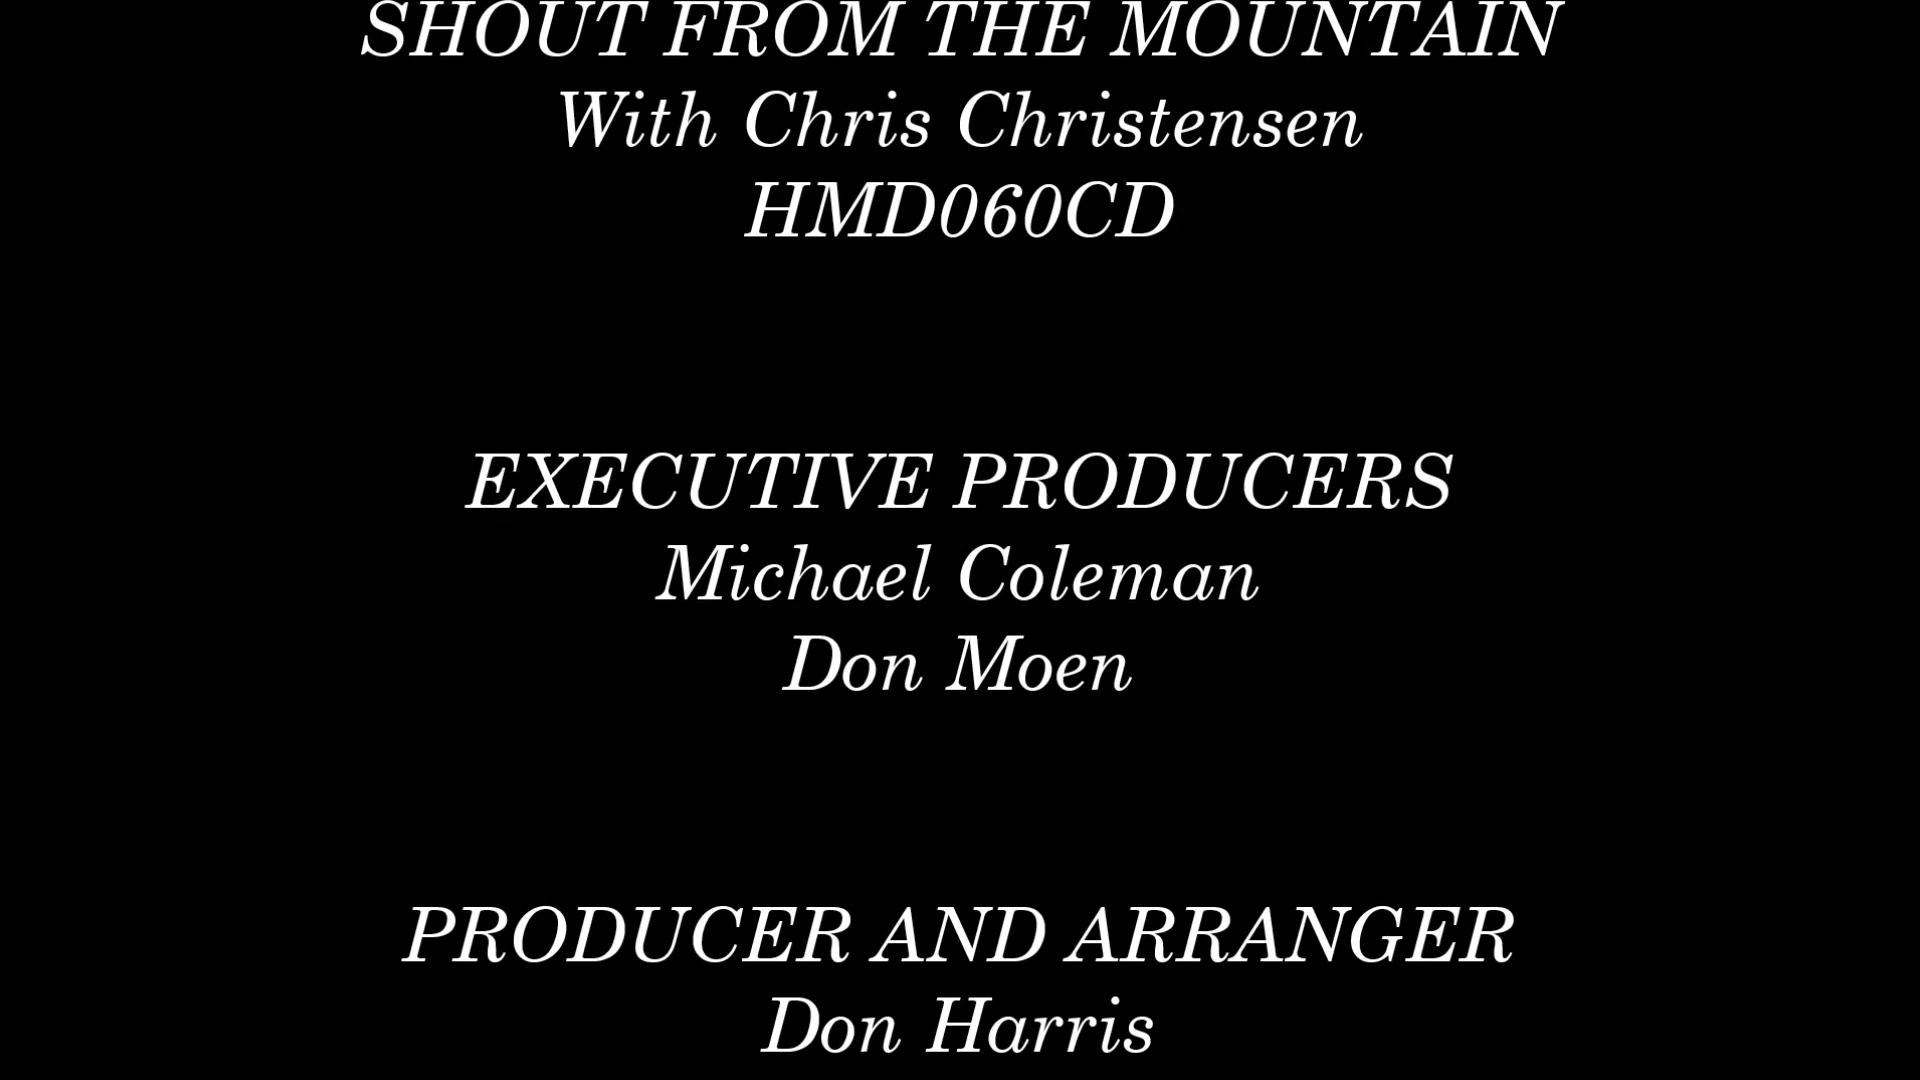 SHOUT FROM THE MOUNTAIN
With Chris Christensen
HMD060CD
EXECUTIVE PRODUCERS
Michael Coleman
Don Moen
PRODUCER AND ARRANGER
Don Harris